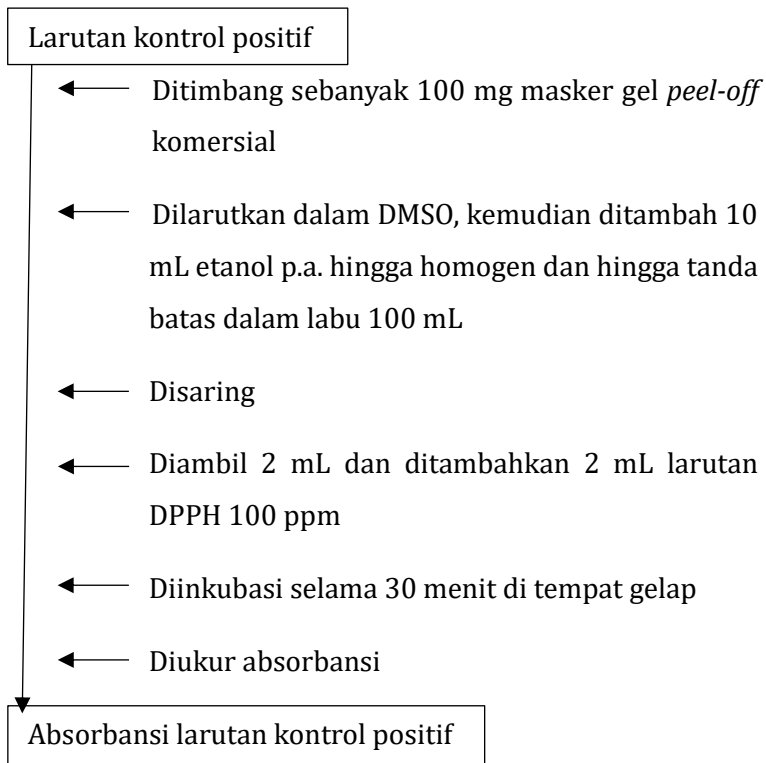 Larutan kontrol positif
Ditimbang sebanyak 100 mg masker gel peel-off
komersial
Dilarutkan dalam DMSO, kemudian ditambah 10
mL etanol p.a. hingga homogen dan hingga tanda
batas dalam labu 100 mL
Disaring
Diambil 2 mL dan ditambahkan 2 mL larutan
DPPH 100 ppm
Diinkubasi selama 30 menit di tempat gelap
Diukur absorbansi
Absorbansi larutan kontrol positif